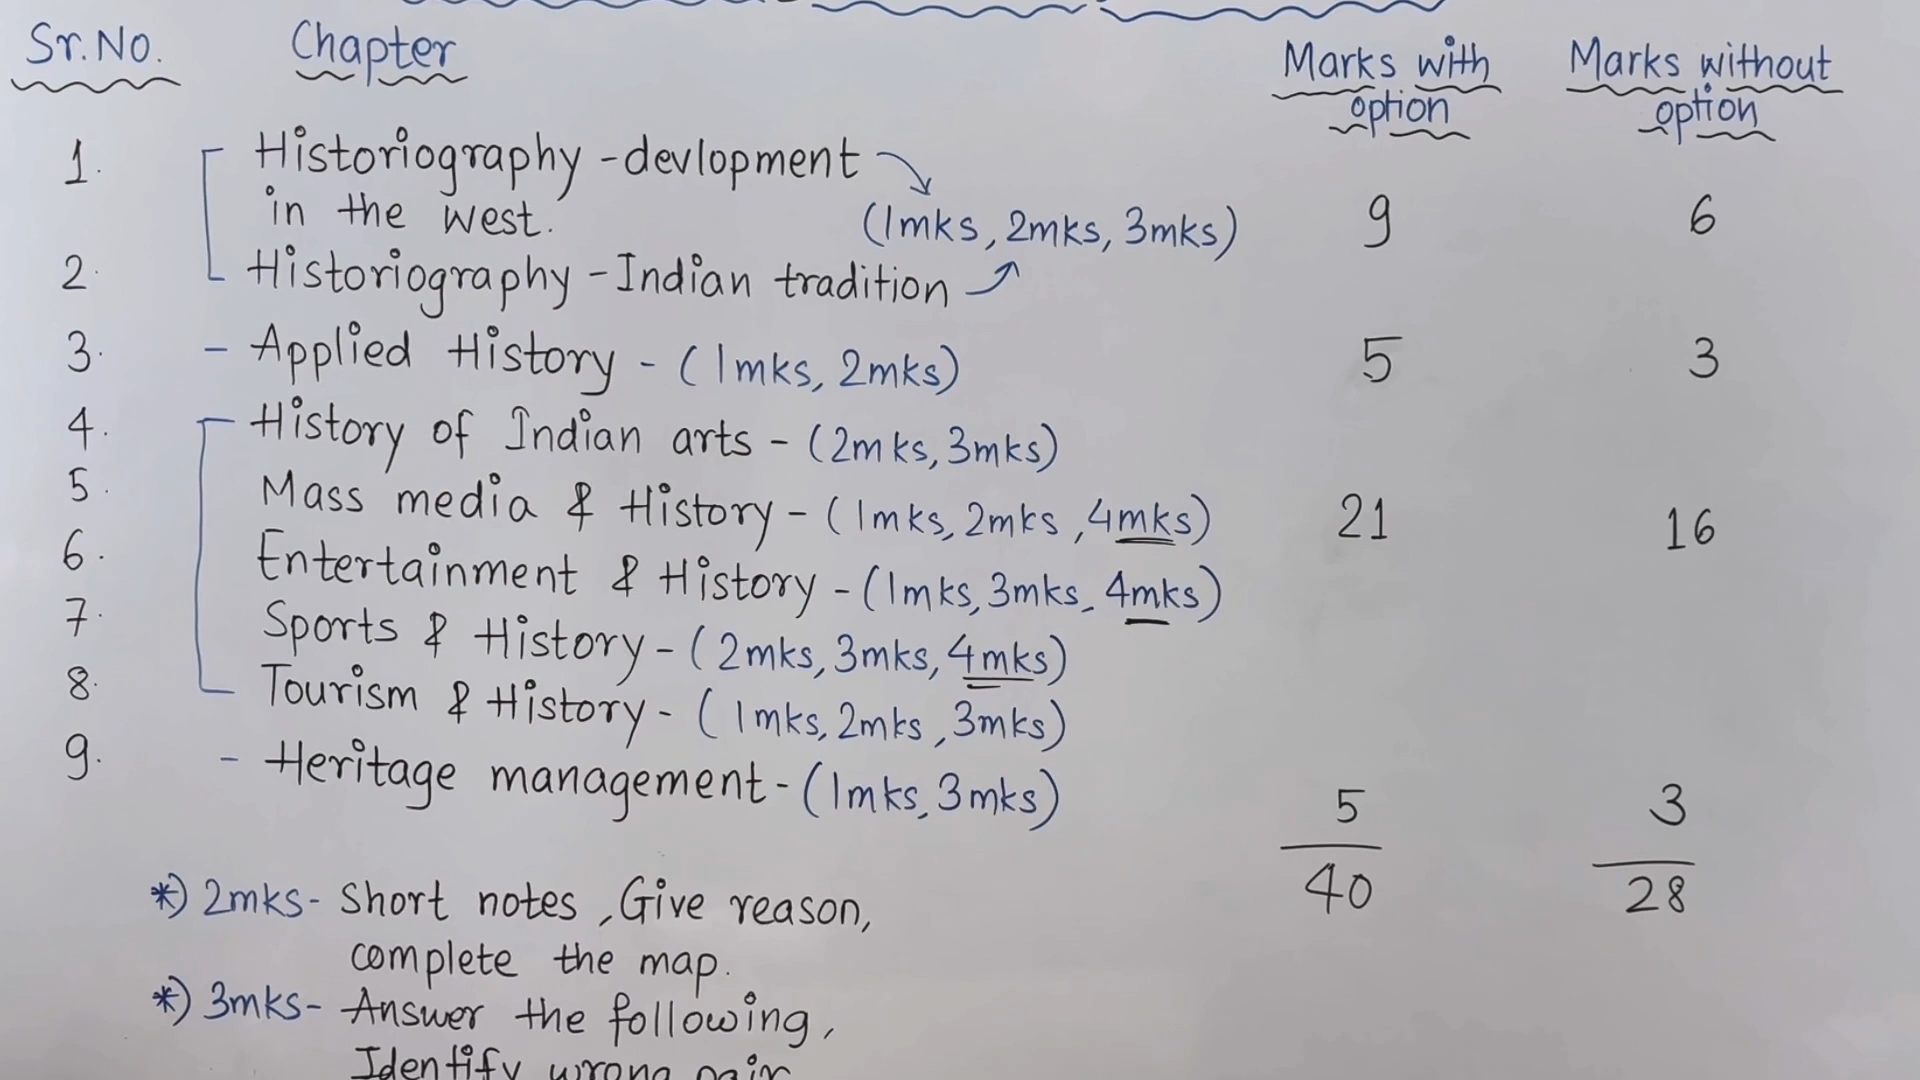 Sr.No. Chapter Marks with option Marks without option
1. Historiography - devlopment
in the west. (1mks, 2mks, 3mks) 9 6
2. Historiography - Indian tradition
3. - Applied History - (1mks, 2mks) 5 3
4. History of Indian arts - (2mks, 3mks)
5. Mass media & History - (1mks, 2mks, 4mks) 21 16
6. Entertainment & History - (1mks, 3mks, 4mks)
7. Sports & History - (2mks, 3mks, 4mks)
8. Tourism & History - (1mks, 2mks, 3mks)
9. - Heritage management - (1mks, 3mks) 5 3
40 28
*) 2mks - Short notes, Give reason,
complete the map.
*) 3mks - Answer the following,
Identify wrong pair